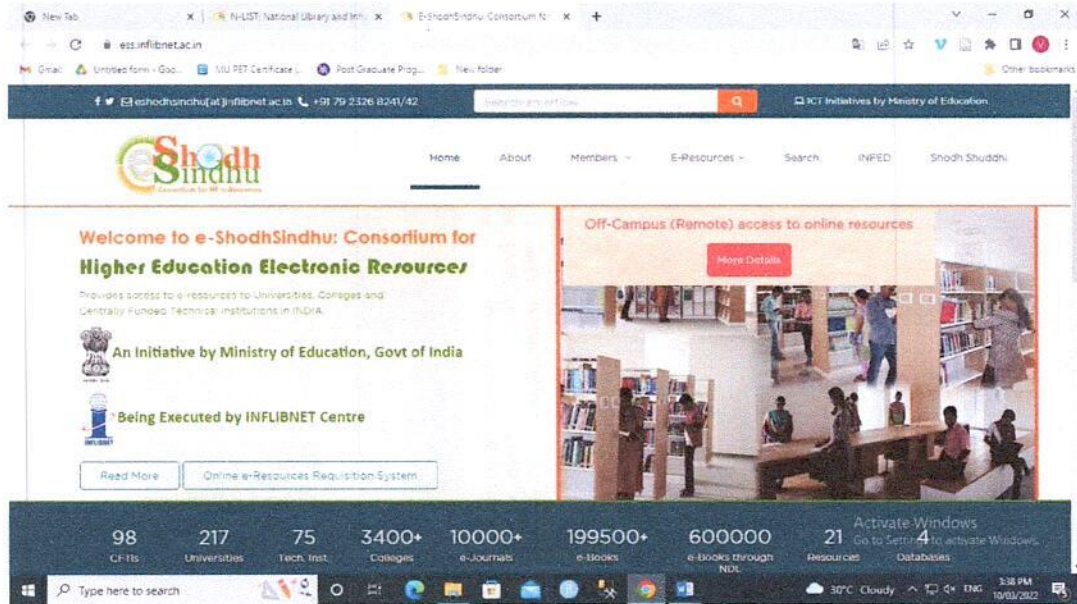 New Tab
N-LIST: National Library and Inf
E-ShodhSindhu: Consortium for
ess.inflibnet.ac.in
Gmail
Untitled form - Goo...
MU PET Certificate (...
Post Graduate Prog...
New folder
Other bookmarks
eshodhsindhu[at]inflibnet.ac.in +91 79 2326 8241/42
ICT Initiatives by Ministry of Education
e Shodh
Sindhu
Consortium for HE e-Resources
Home
About
Members
E-Resources
Search
INFED
Shodh Shuddhi
Welcome to e-ShodhSindhu: Consortium for
Higher Education Electronic Resources
Provides access to e-resources to Universities, Colleges and
Centrally Funded Technical Institutions in INDIA.
An Initiative by Ministry of Education, Govt of India
Being Executed by INFLIBNET Centre
INFLIBNET
Read More
Online e-Resources Requisition System
Off-Campus (Remote) access to online resources
More Details
98
CFTIs
217
Universities
75
Tech. Inst.
3400+
Colleges
10000+
e-Journals
199500+
e-Books
600000
e-Books through
NDL
21
Resources
4
Databases
Activate Windows
Go to Settings to activate Windows.
Type here to search
30°C Cloudy
ENG
3:38 PM
10/03/2022